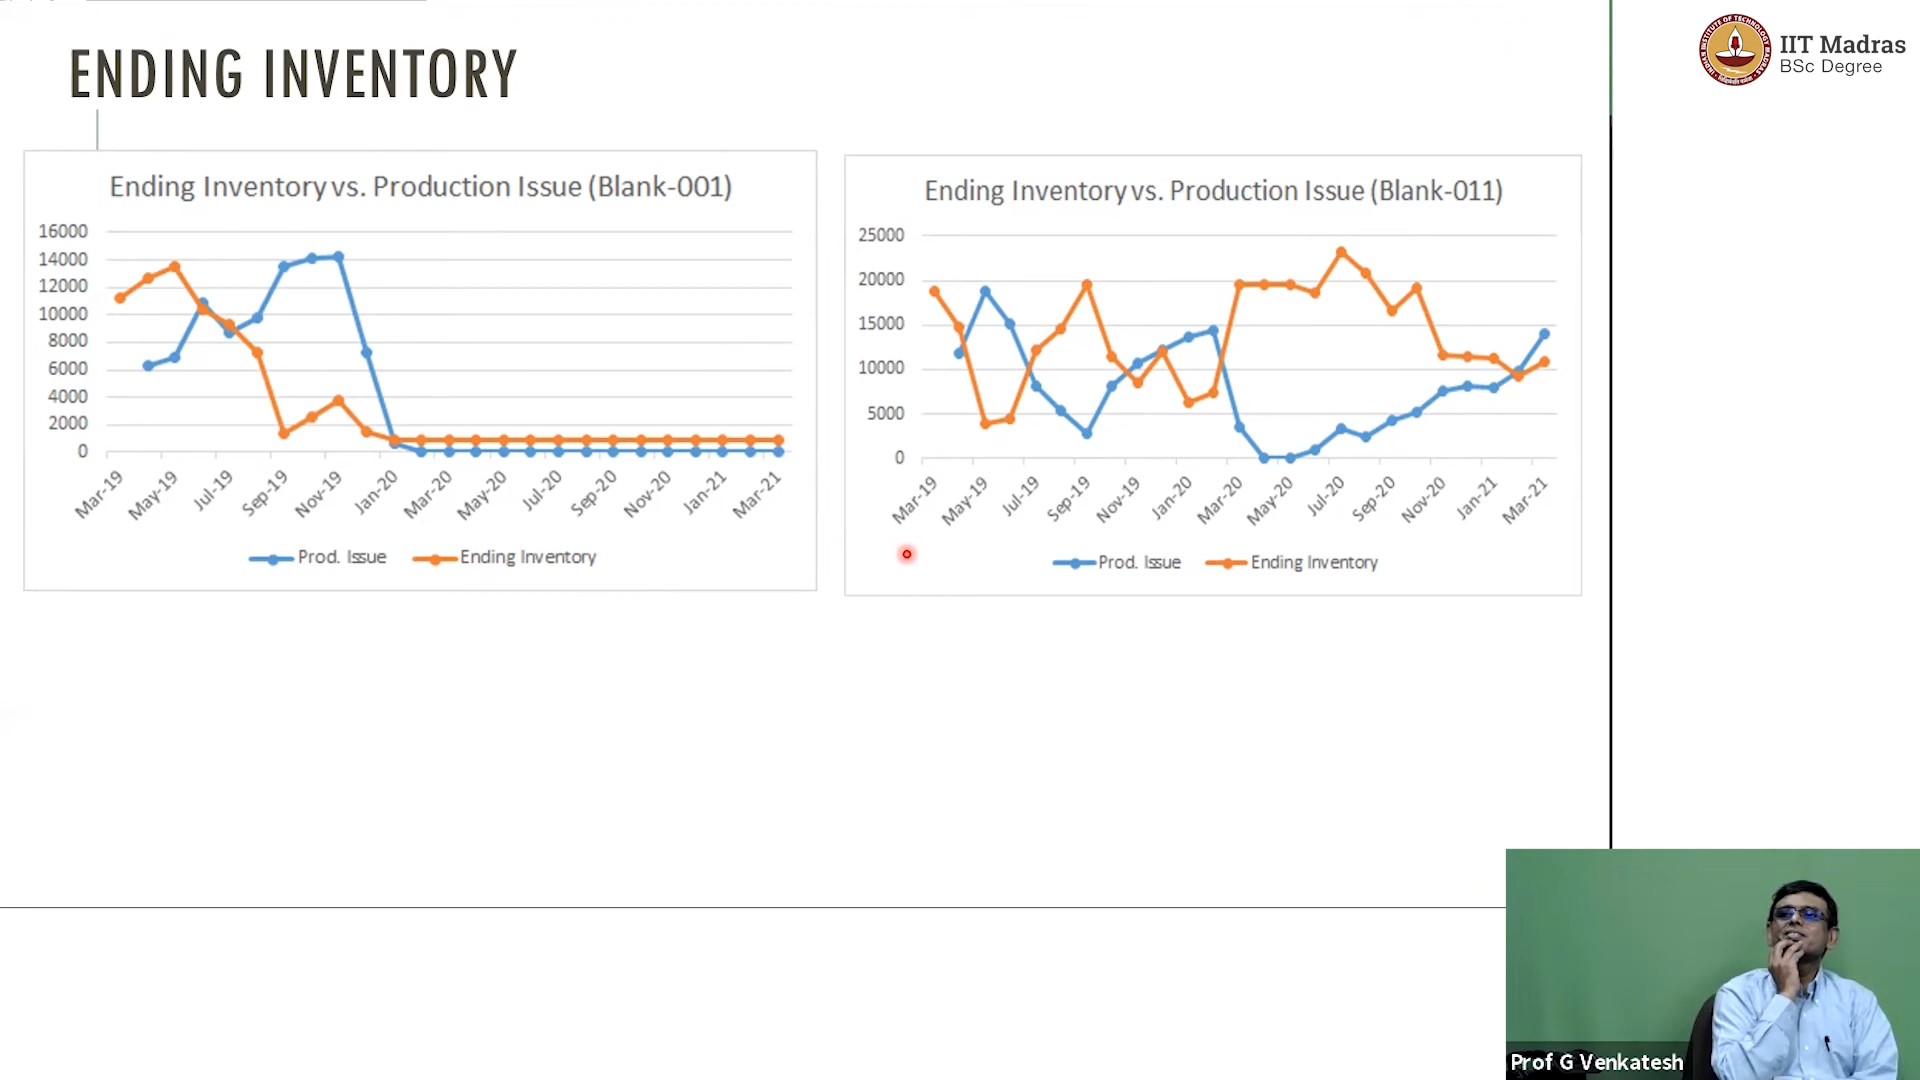 ENDING INVENTORY
IIT Madras
BSc Degree
Ending Inventory vs. Production Issue (Blank-001)
16000
14000
12000
10000
8000
6000
4000
2000
0
Mar-19
May-19
Jul-19
Sep-19
Nov-19
Jan-20
Mar-20
May-20
Jul-20
Sep-20
Nov-20
Jan-21
Mar-21
Prod. Issue
Ending Inventory
Ending Inventory vs. Production Issue (Blank-011)
25000
20000
15000
10000
5000
0
Mar-19
May-19
Jul-19
Sep-19
Nov-19
Jan-20
Mar-20
May-20
Jul-20
Sep-20
Nov-20
Jan-21
Mar-21
Prod. Issue
Ending Inventory
Prof G Venkatesh